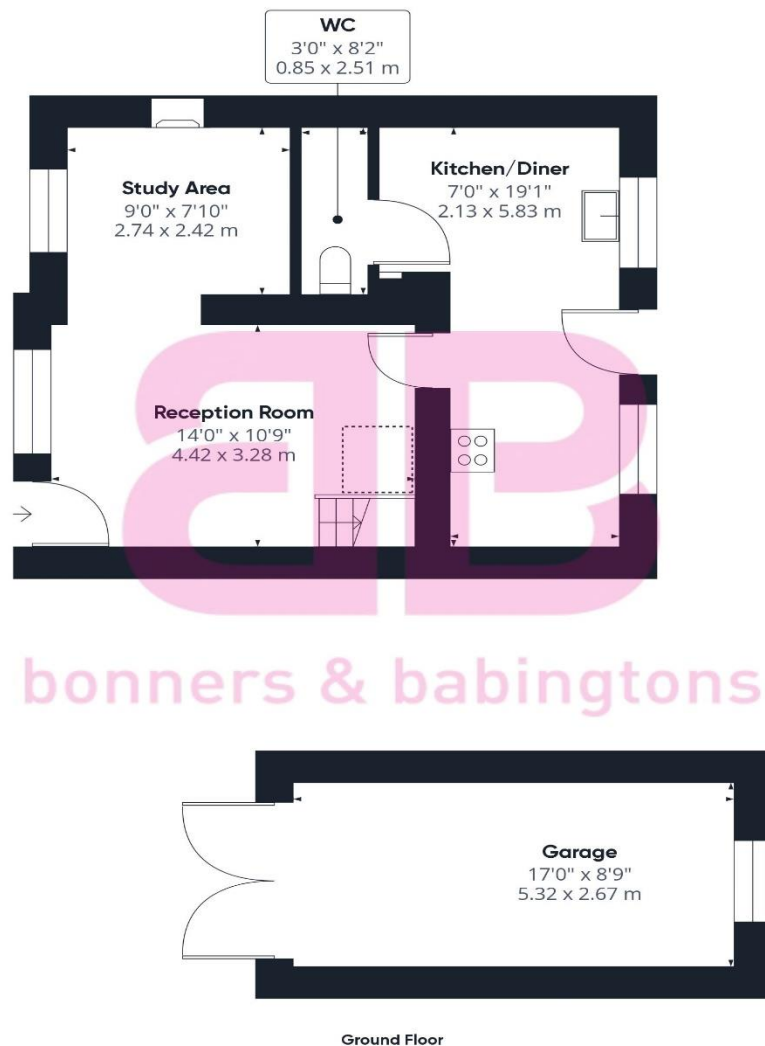 WC
3'0" x 8'2"
0.85 x 2.51 m
Study Area
9'0" x 7'10"
2.74 x 2.42 m
Kitchen/Diner
7'0" x 19'1"
2.13 x 5.83 m
Reception Room
14'0" x 10'9"
4.42 x 3.28 m
BB
bonners & babingtons
Garage
17'0" x 8'9"
5.32 x 2.67 m
Ground Floor